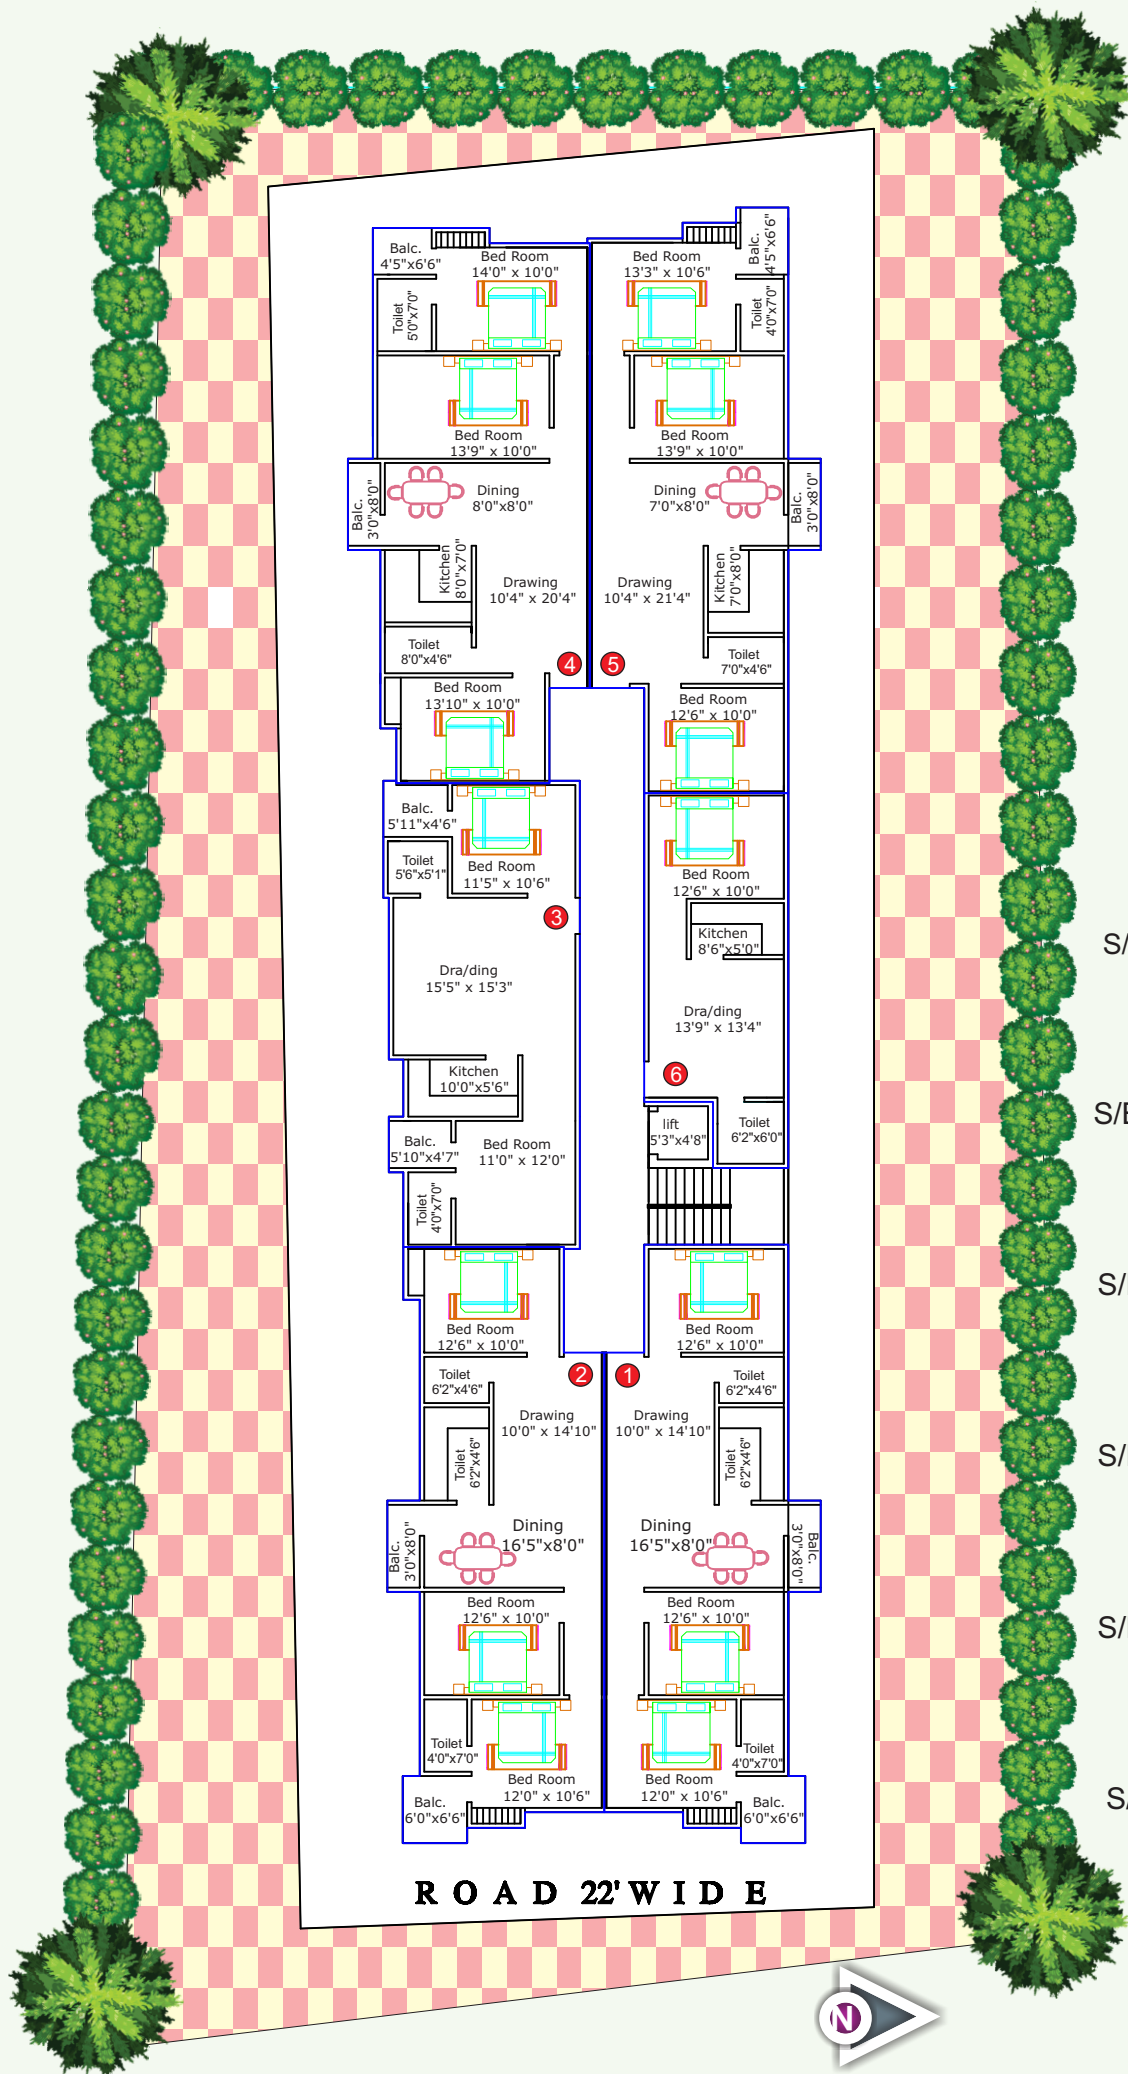 Balc.
4'5"x6'6"
Bed Room
14'0" x 10'0"
Toilet
5'0"x7'0"
Bed Room
13'3" x 10'6"
Balc.
4'5"x6'6"
Toilet
4'0"x7'0"
Bed Room
13'9" x 10'0"
Bed Room
13'9" x 10'0"
Balc.
3'0"x8'0"
Dining
8'0"x8'0"
Dining
7'0"x8'0"
Balc.
3'0"x8'0"
Kitchen
8'0"x7'0"
Drawing
10'4" x 20'4"
Drawing
10'4" x 21'4"
Kitchen
7'0"x8'0"
Toilet
8'0"x4'6"
4
5
Toilet
7'0"x4'6"
Bed Room
13'10" x 10'0"
Bed Room
12'6" x 10'0"
Balc.
5'11"x4'6"
Toilet
5'6"x5'1"
Bed Room
11'5" x 10'6"
Bed Room
12'6" x 10'0"
3
Kitchen
8'6"x5'0"
S/
Dra/ding
15'5" x 15'3"
Dra/ding
13'9" x 13'4"
Kitchen
10'0"x5'6"
6
Balc.
5'10"x4'7"
Bed Room
11'0" x 12'0"
lift
5'3"x4'8"
Toilet
6'2"x6'0"
S/
Toilet
4'0"x7'0"
S/
Bed Room
12'6" x 10'0"
Bed Room
12'6" x 10'0"
Toilet
6'2"x4'6"
2
1
Toilet
6'2"x4'6"
Drawing
10'0" x 14'10"
Drawing
10'0" x 14'10"
Toilet
6'2"x4'6"
Toilet
6'2"x4'6"
S/
Balc.
3'0"x8'0"
Dining
16'5"x8'0"
Dining
16'5"x8'0"
Balc.
3'0"x8'0"
Bed Room
12'6" x 10'0"
Bed Room
12'6" x 10'0"
S/
Toilet
4'0"x7'0"
Toilet
4'0"x7'0"
Bed Room
12'0" x 10'6"
Bed Room
12'0" x 10'6"
Balc.
6'0"x6'6"
Balc.
6'0"x6'6"
S/
ROAD 22' WIDE
N